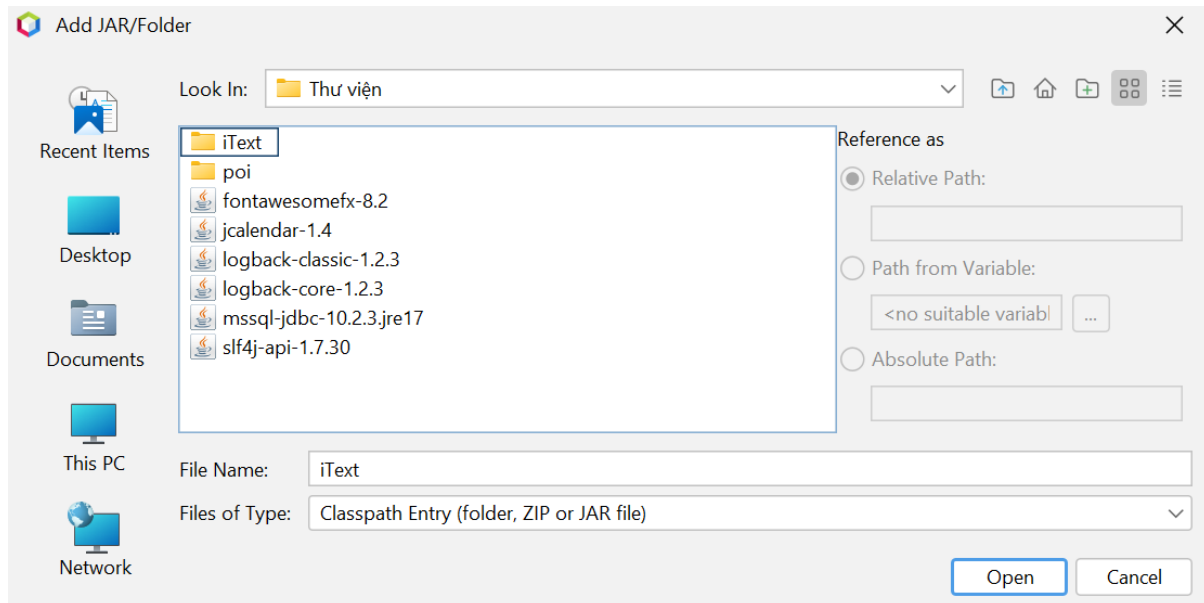 Add JAR/Folder
Look In:
Thư viện
Recent Items
Desktop
Documents
This PC
Network
iText
poi
fontawesomefx-8.2
jcalendar-1.4
logback-classic-1.2.3
logback-core-1.2.3
mssql-jdbc-10.2.3.jre17
slf4j-api-1.7.30
Reference as
Relative Path:
Path from Variable:
<no suitable variabl
...
Absolute Path:
File Name:
iText
Files of Type:
Classpath Entry (folder, ZIP or JAR file)
Open
Cancel